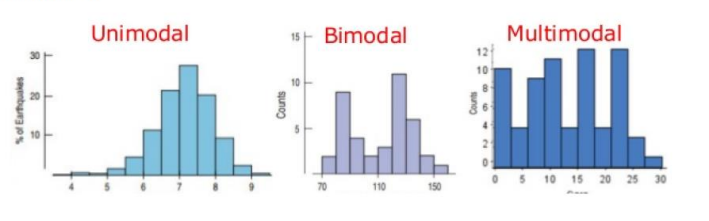 Unimodal
30
20
10
% of Earthquakes
4 5 6 7 8 9
Bimodal
15
10
5
Counts
70 110 150
Multimodal
12
10
8
6
4
2
0
Counts
0 5 10 15 20 25 30